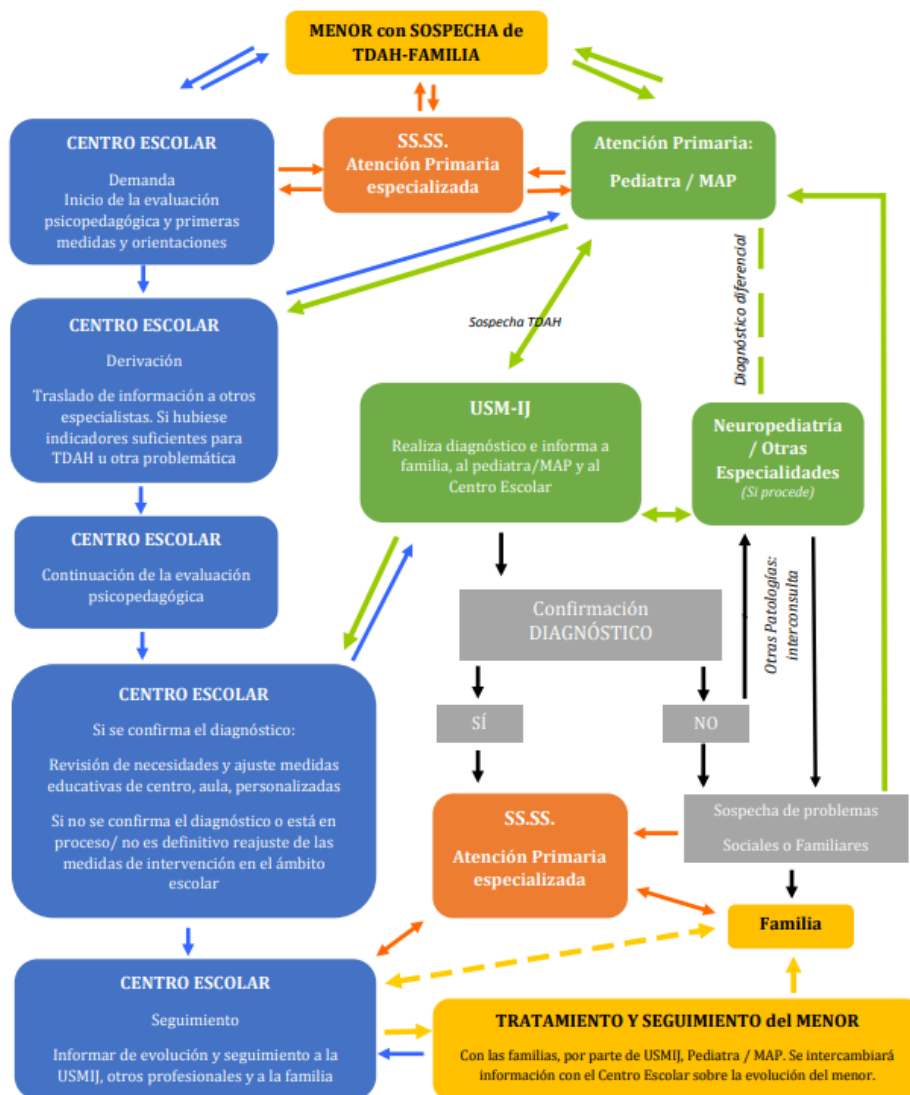 MENOR con SOSPECHA de
TDAH-FAMILIA
CENTRO ESCOLAR
Demanda
Inicio de la evaluación
psicopedagógica y primeras
medidas y orientaciones
SS.SS.
Atención Primaria
especializada
Atención Primaria:
Pediatra / MAP
CENTRO ESCOLAR
Derivación
Traslado de información a otros
especialistas. Si hubiese
indicadores suficientes para
TDAH u otra problemática
Sospecha TDAH
Diagnóstico diferencial
USM-IJ
Realiza diagnóstico e informa a
familia, al pediatra/MAP y al
Centro Escolar
Neuropediatría
/ Otras
Especialidades
(Si procede)
CENTRO ESCOLAR
Continuación de la evaluación
psicopedagógica
Confirmación
DIAGNÓSTICO
Otras Patologías:
interconsulta
SÍ
NO
CENTRO ESCOLAR
Si se confirma el diagnóstico:
Revisión de necesidades y ajuste medidas
educativas de centro, aula, personalizadas
Si no se confirma el diagnóstico o está en
proceso/ no es definitivo reajuste de las
medidas de intervención en el ámbito
escolar
SS.SS.
Atención Primaria
especializada
Sospecha de problemas
Sociales o Familiares
Familia
CENTRO ESCOLAR
Seguimiento
Informar de evolución y seguimiento a la
USMIJ, otros profesionales y a la familia
TRATAMIENTO Y SEGUIMIENTO del MENOR
Con las familias, por parte de USMIJ, Pediatra / MAP. Se intercambiará
información con el Centro Escolar sobre la evolución del menor.